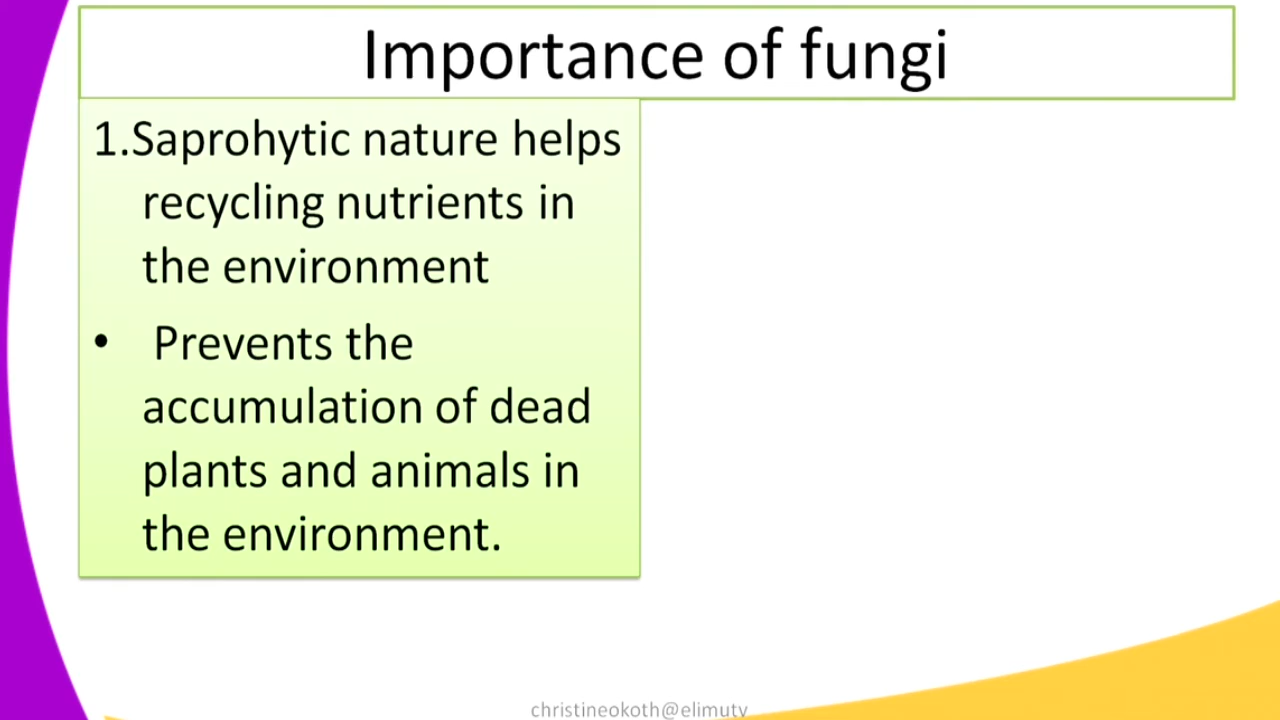 Importance of fungi
1.Saprohytic nature helps
recycling nutrients in
the environment
• Prevents the
accumulation of dead
plants and animals in
the environment.
christineokoth@elimutv